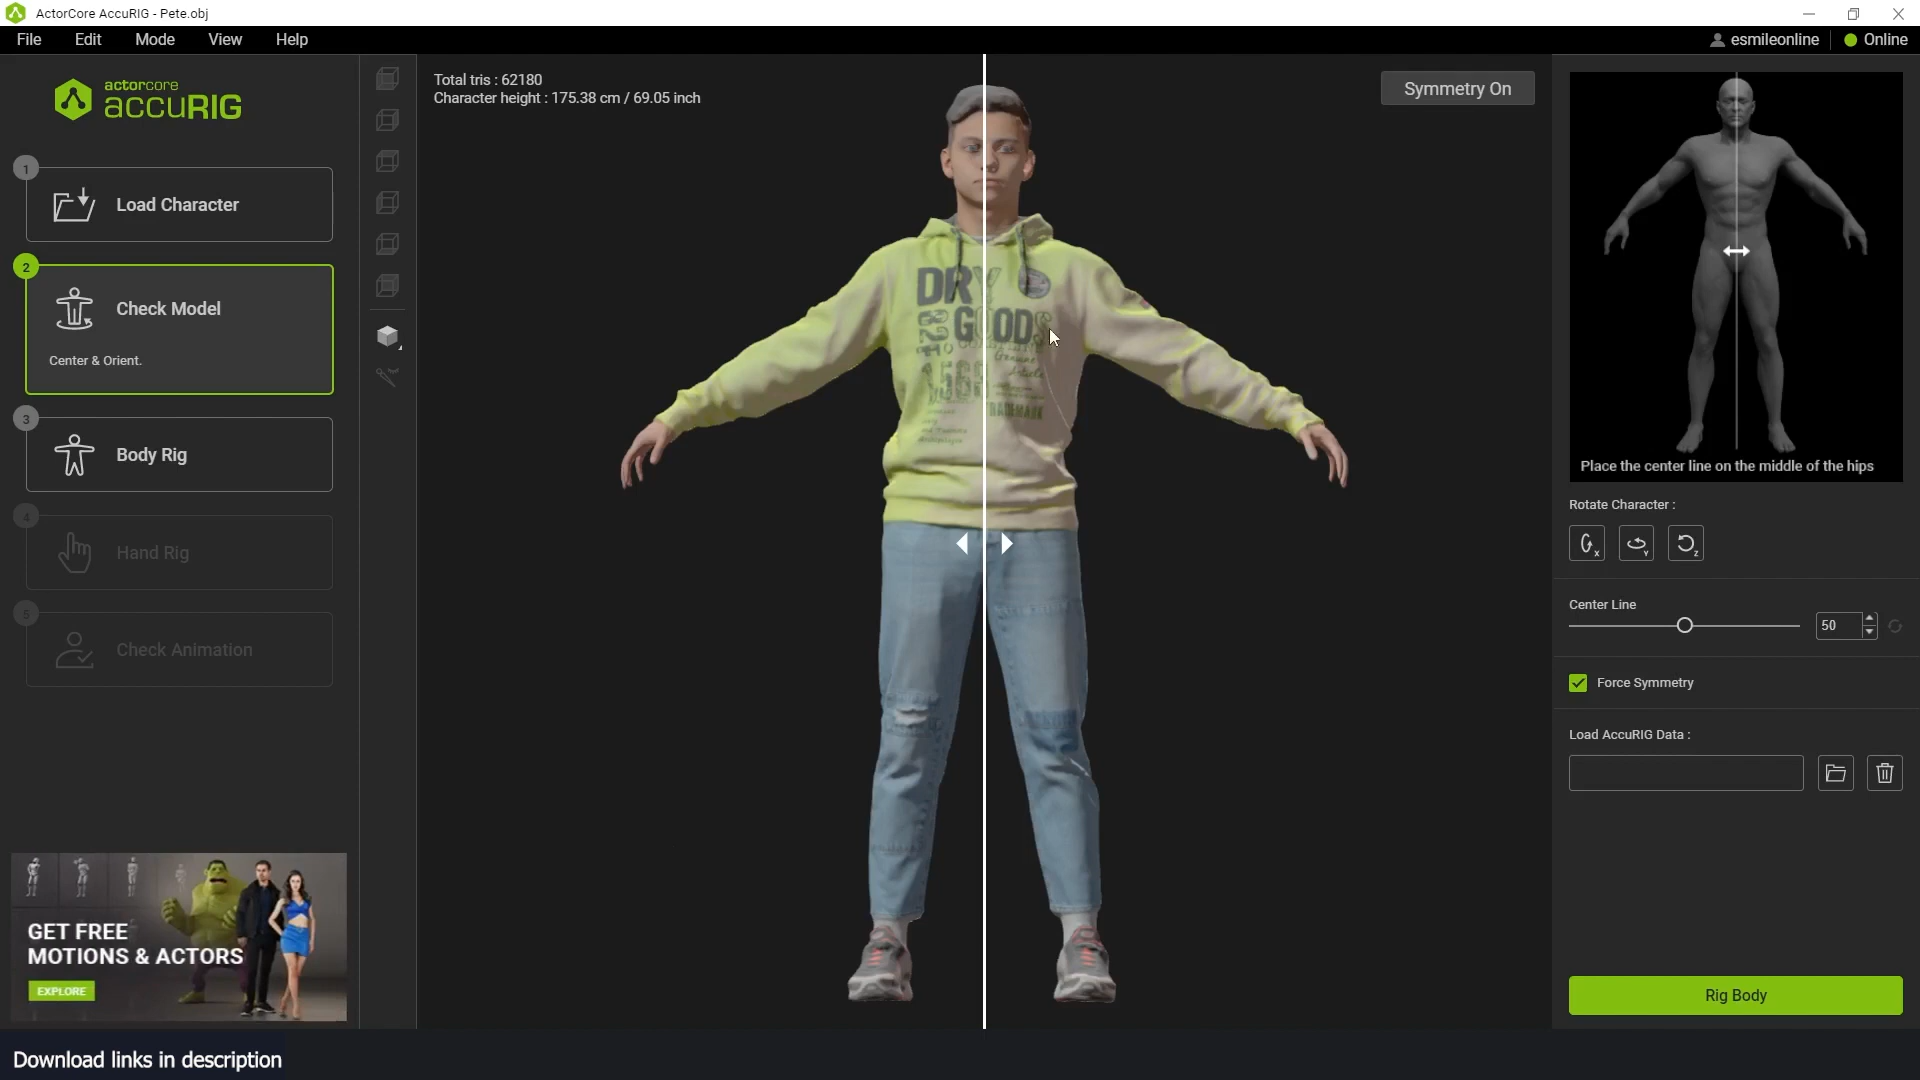 ActorCore AccuRIG - Pete.obj
File Edit Mode View Help
esmileonline Online
actorcore
accuRIG
1
Load Character
2
Check Model
Center & Orient.
3
Body Rig
4
Hand Rig
5
Check Animation
GET FREE
MOTIONS & ACTORS
EXPLORE
Total tris : 62180
Character height : 175.38 cm / 69.05 inch
Symmetry On
DRY
GOODS
Genuine
Article
TRADEMARK
Place the center line on the middle of the hips
Rotate Character :
X Y Z
Center Line
50
Force Symmetry
Load AccuRIG Data :
Rig Body
Download links in description